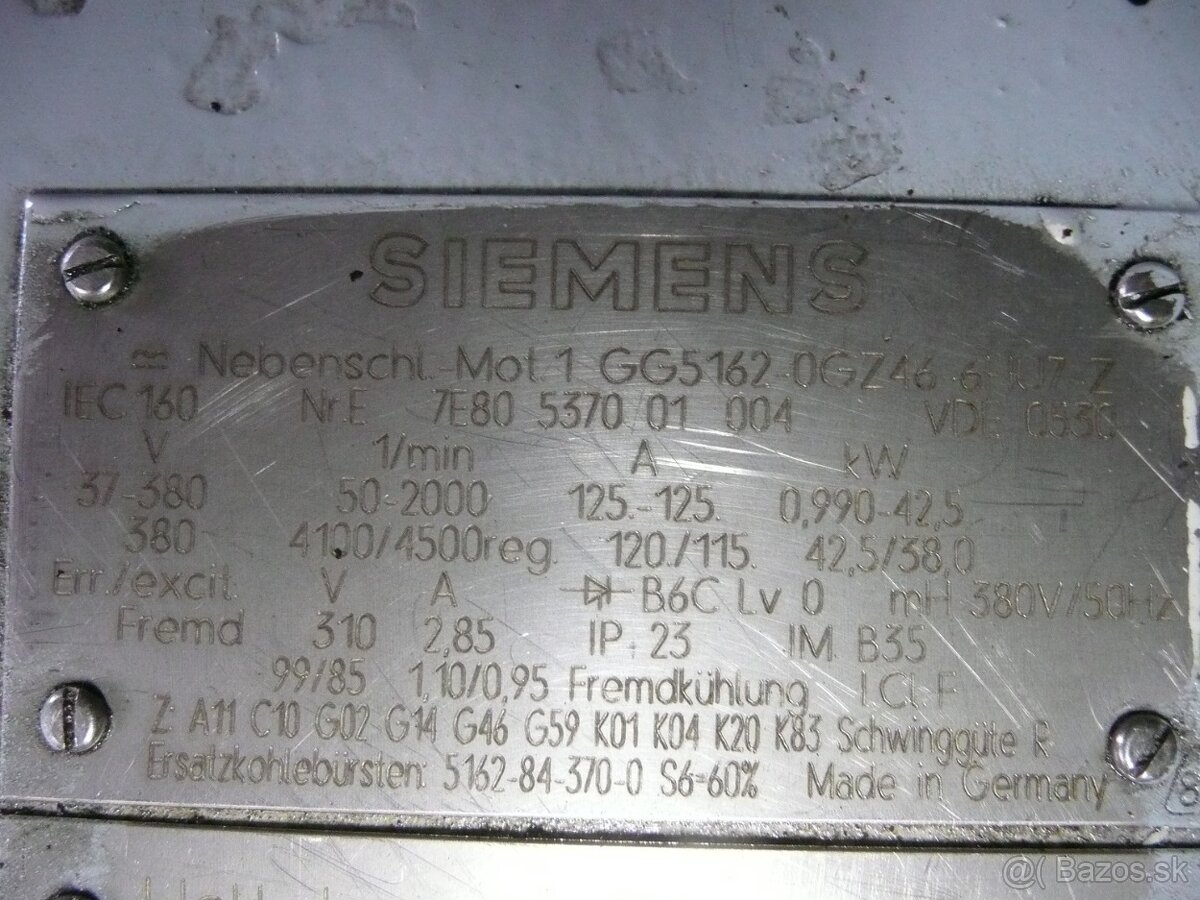 SIEMENS
Nebenschl.-Mot. 1 GG5162-0GZ46-6 Z
IEC 160 Nr.E 7E80 5370 01 004 VDE 0530
V 1/min A kW
37-380 50-2000 125.-125. 0,990-42,5
380 4100/4500reg. 120./115. 42,5/38,0
Err./excit. V A B6C Lv 0 mH 380V/50Hz
Fremd 310 2,85 IP 23 IM B35
99/85 1,10/0,95 Fremdkühlung I.Cl.F
Z: A11 C10 G02-G14 G46 G59 K01 K04 K20 K83 Schwinggüte R
Ersatzkohlebürsten: 5162-84-370-0 S6=60% Made in Germany
8
@( Bazos.sk